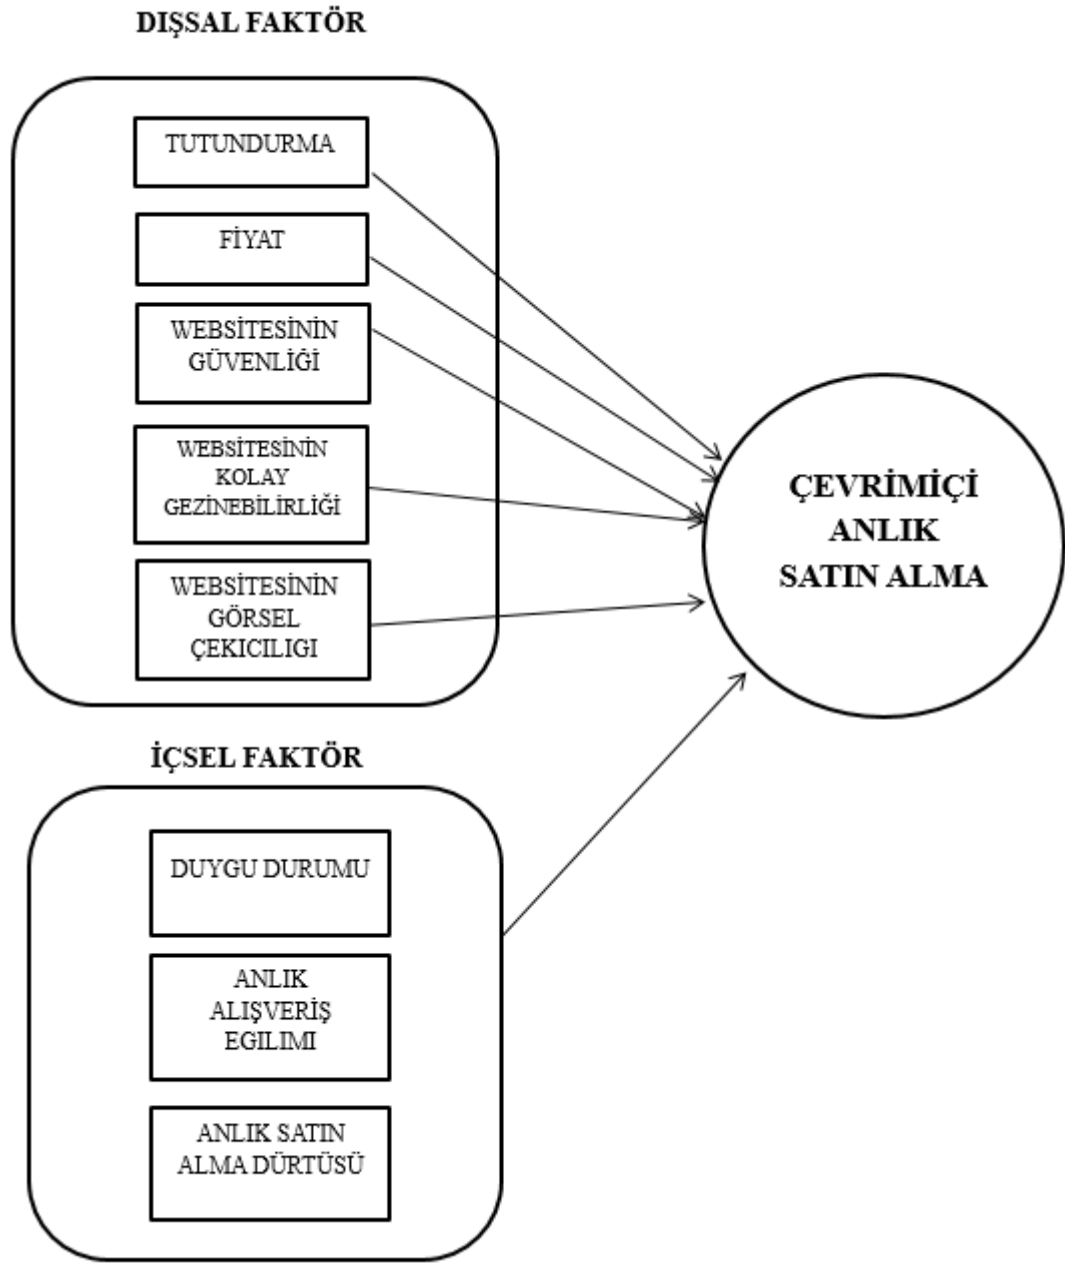 DIŞSAL FAKTÖR
TUTUNDURMA
FİYAT
WEBSİTESİNİN
GÜVENLİĞİ
WEBSİTESİNİN
KOLAY
GEZİNEBİLİRLİĞİ
WEBSİTESİNİN
GÖRSEL
ÇEKICILIGI
ÇEVRİMİÇİ
ANLIK
SATIN ALMA
İÇSEL FAKTÖR
DUYGU DURUMU
ANLIK
ALIŞVERİŞ
EGILIMI
ANLIK SATIN
ALMA DÜRTÜSÜ